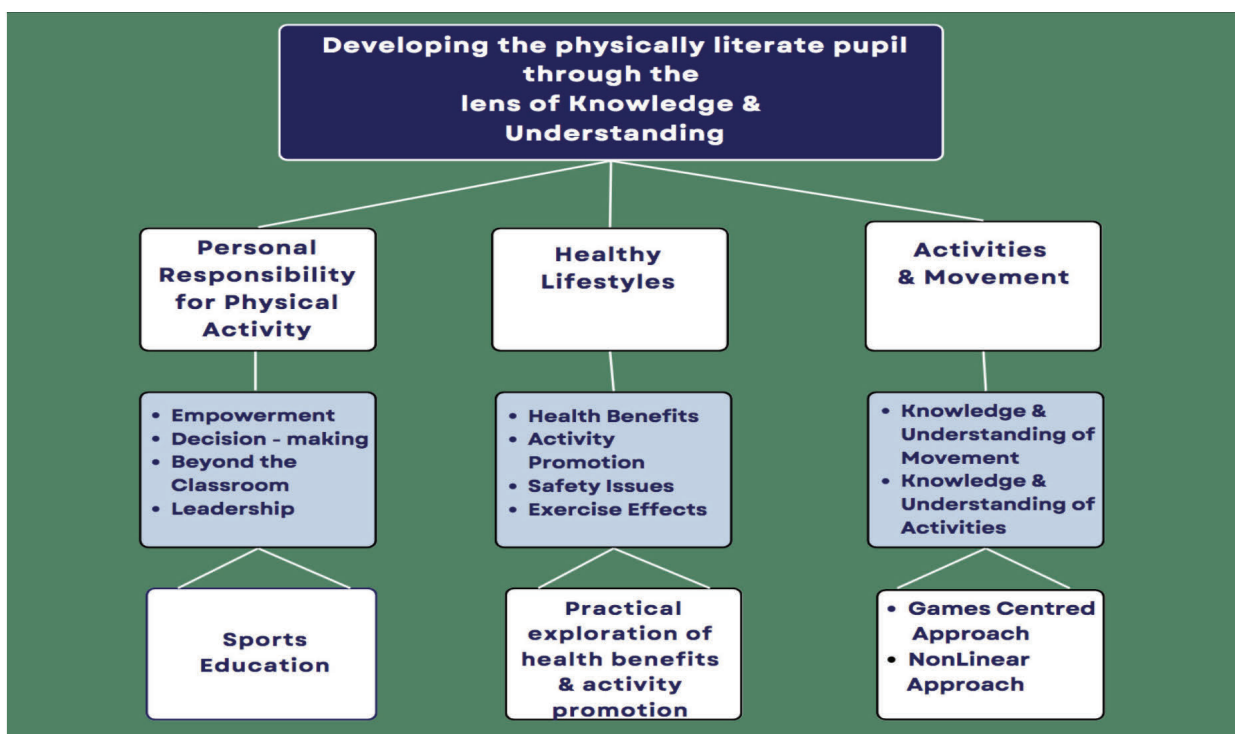 Developing the physically literate pupil
through the
lens of Knowledge &
Understanding
Personal
Responsibility
for Physical
Activity
Healthy
Lifestyles
Activities
& Movement
• Empowerment
• Decision - making
• Beyond the
Classroom
• Leadership
• Health Benefits
• Activity
Promotion
• Safety Issues
• Exercise Effects
• Knowledge &
Understanding of
Movement
• Knowledge &
Understanding of
Activities
Sports
Education
Practical
exploration of
health benefits
& activity
promotion
• Games Centred
Approach
• NonLinear
Approach